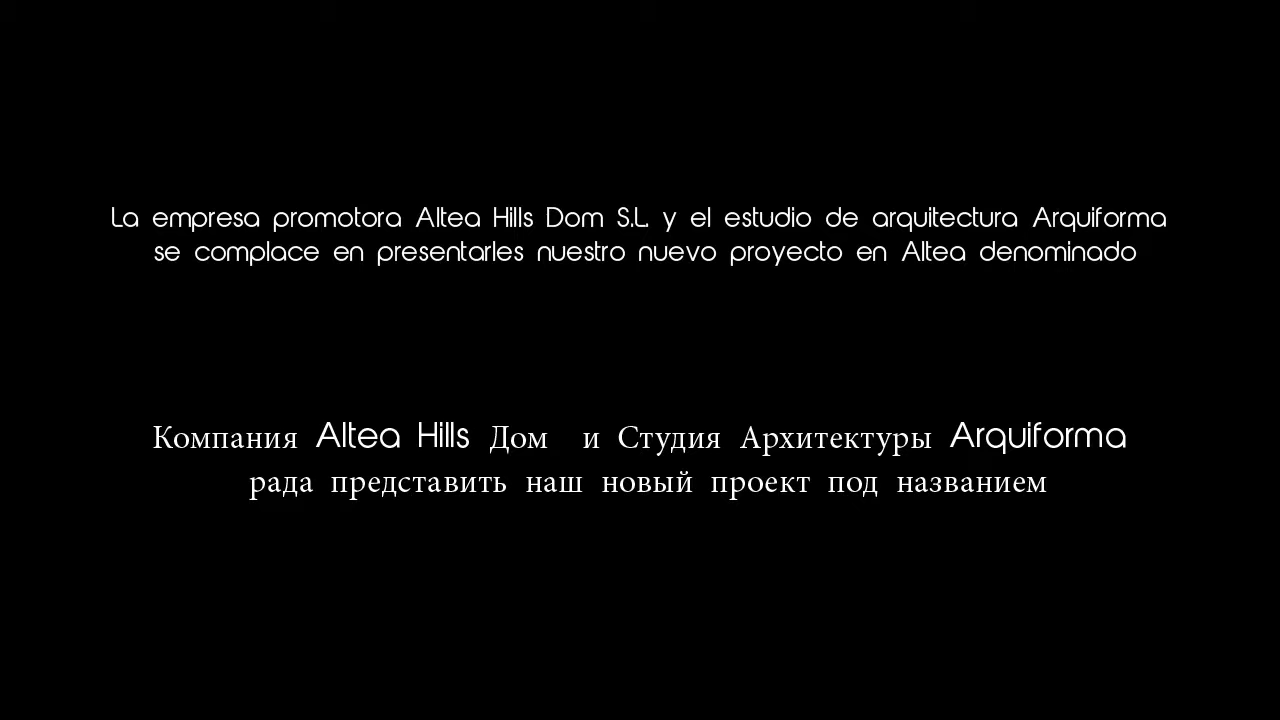 La empresa promotora Altea Hills Dom S.L. y el estudio de arquitectura Arquiforma
se complace en presentarles nuestro nuevo proyecto en Altea denominado
Компания Altea Hills Дом и Студия Архитектуры Arquiforma
рада представить наш новый проект под названием